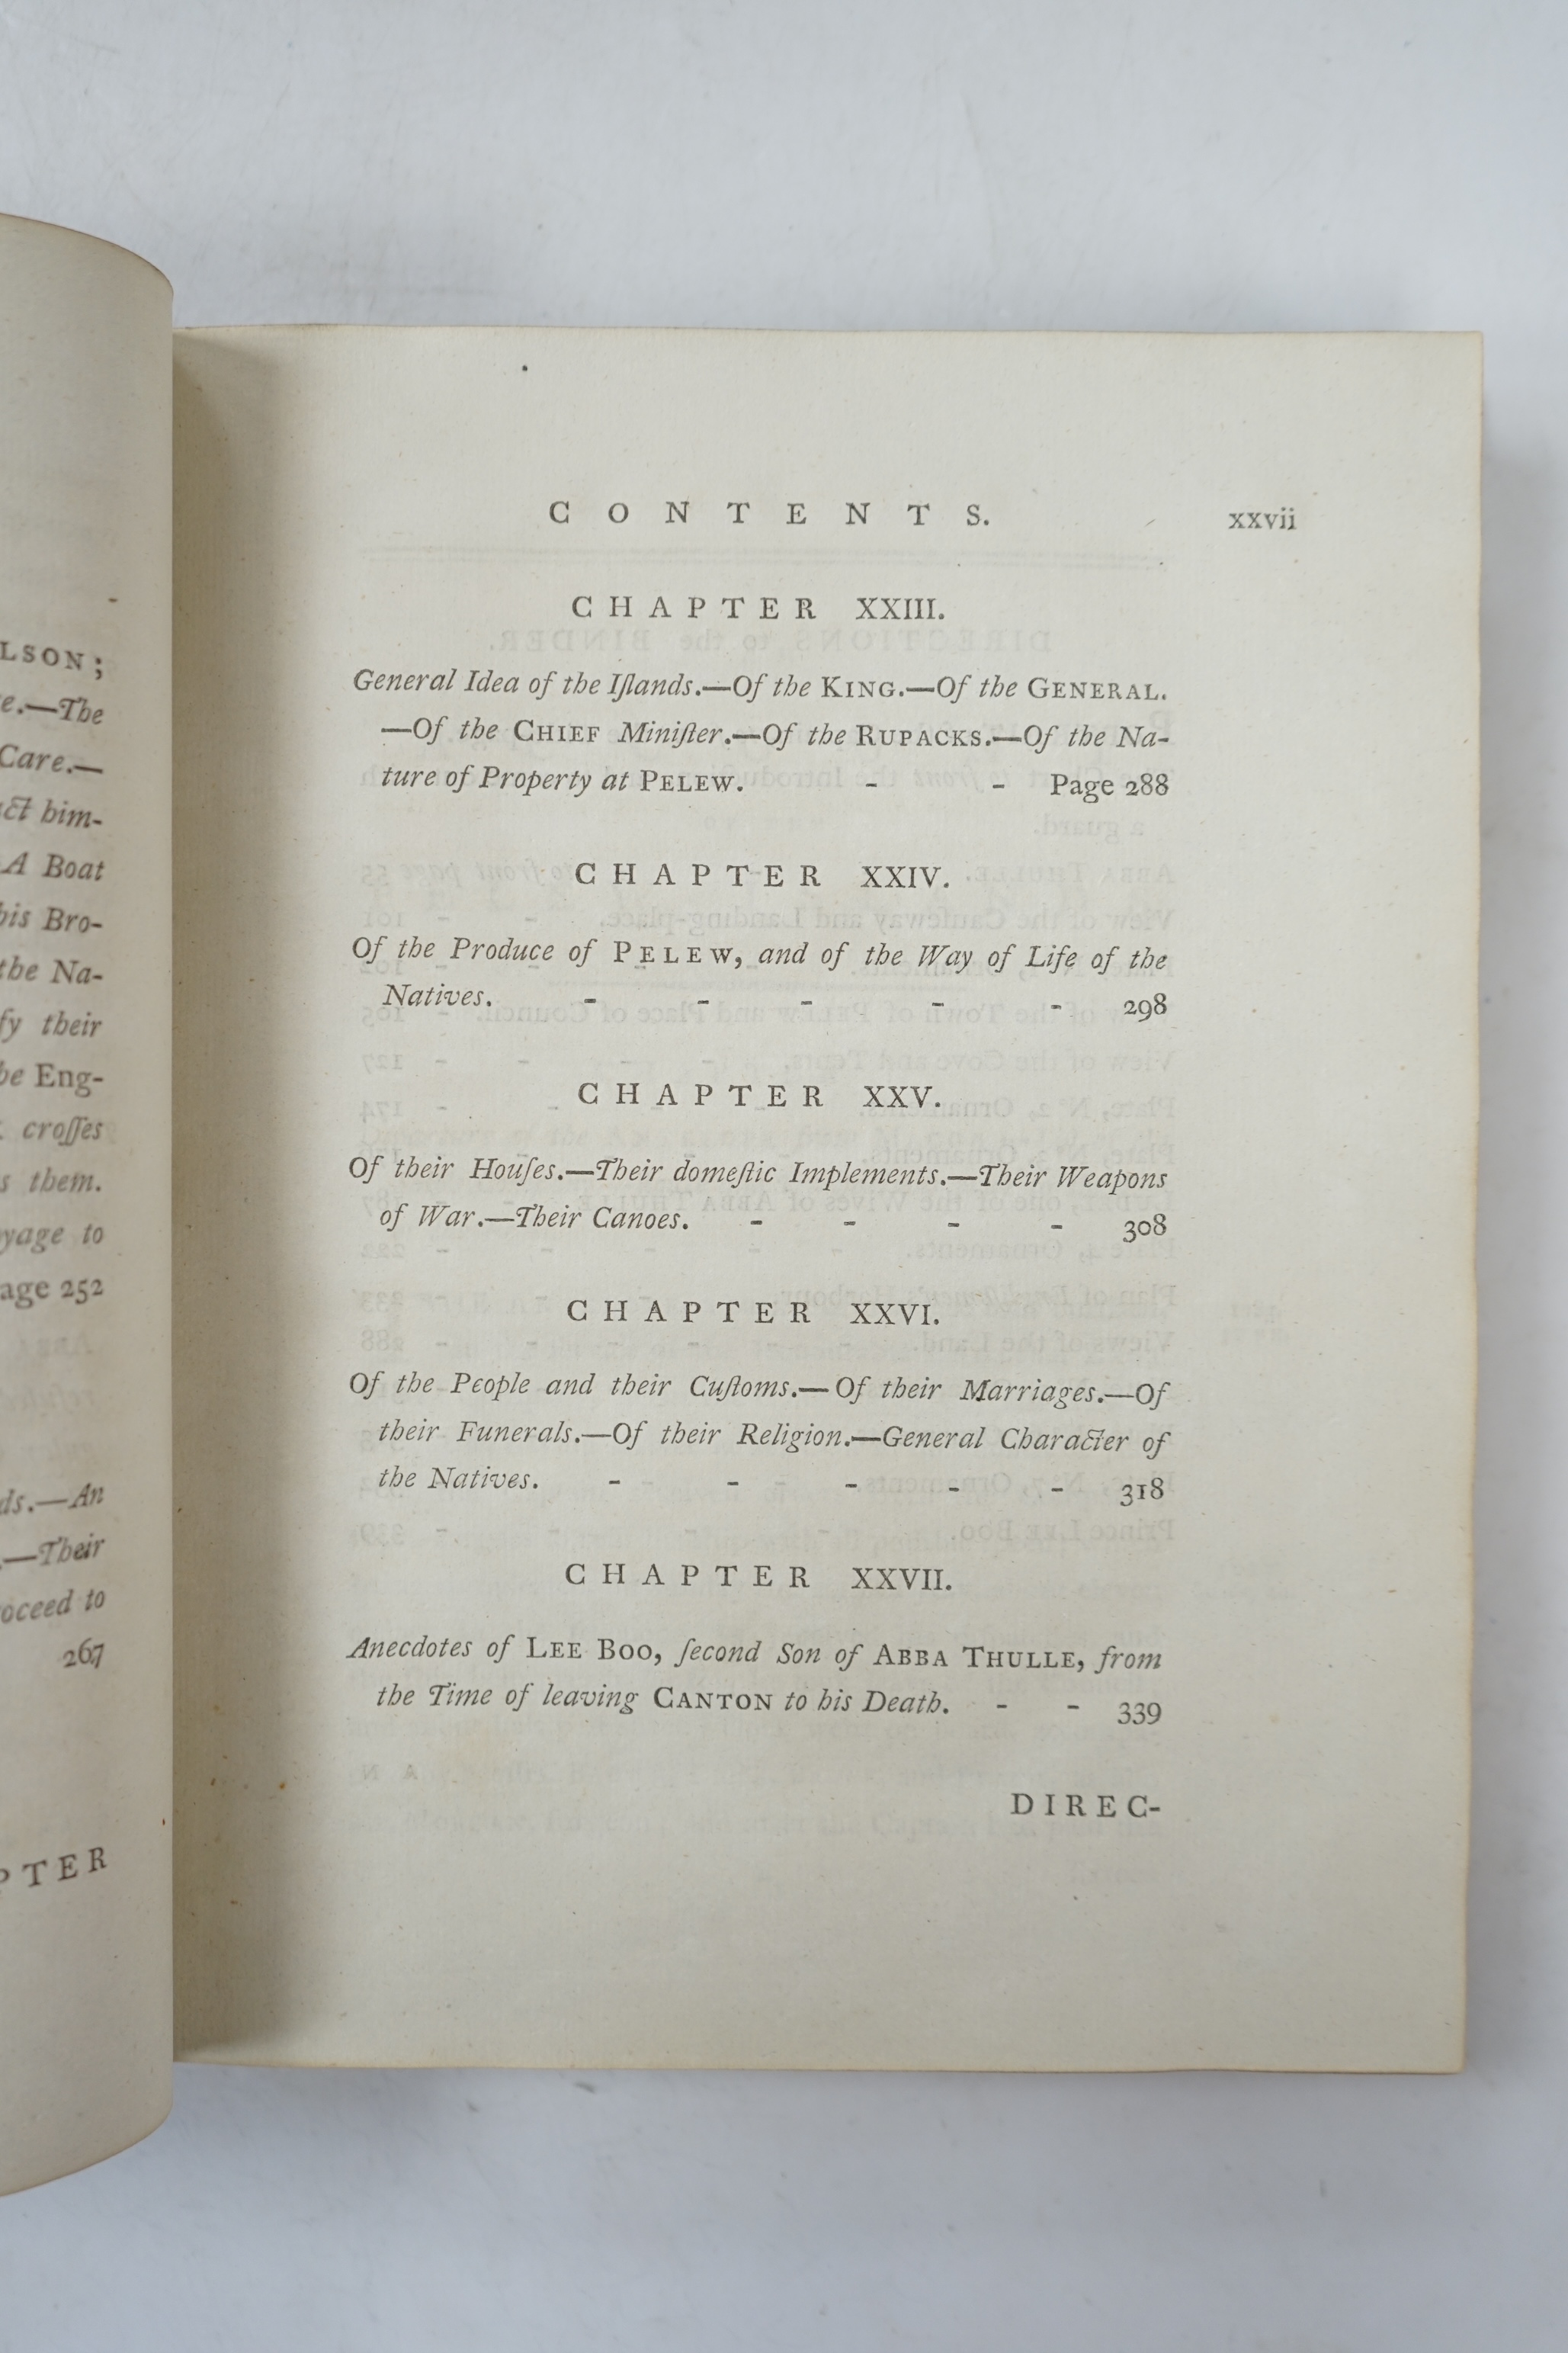 LSON;
e.—The
Care.—
act him-
A Boat
his Bro-
the Na-
fy their
be Eng-
croſſes
s them.
yage to
age 252
ds.—An
.—Their
oceed to
267
PTER
CONTENTS. xxvii
CHAPTER XXIII.
General Idea of the Iſlands.—Of the KING.—Of the GENERAL.
—Of the CHIEF Miniſter.—Of the RUPACKS.—Of the Na-
ture of Property at PELEW. - - Page 288
CHAPTER XXIV.
Of the Produce of PELEW, and of the Way of Life of the
Natives. - - - - - 298
CHAPTER XXV.
Of their Houſes.—Their domeſtic Implements.—Their Weapons
of War.—Their Canoes. - - - - 308
CHAPTER XXVI.
Of the People and their Cuſtoms.—Of their Marriages.—Of
their Funerals.—Of their Religion.—General Character of
the Natives. - - - - - 318
CHAPTER XXVII.
Anecdotes of LEE BOO, ſecond Son of ABBA THULLE, from
the Time of leaving CANTON to his Death. - - 339
DIREC-